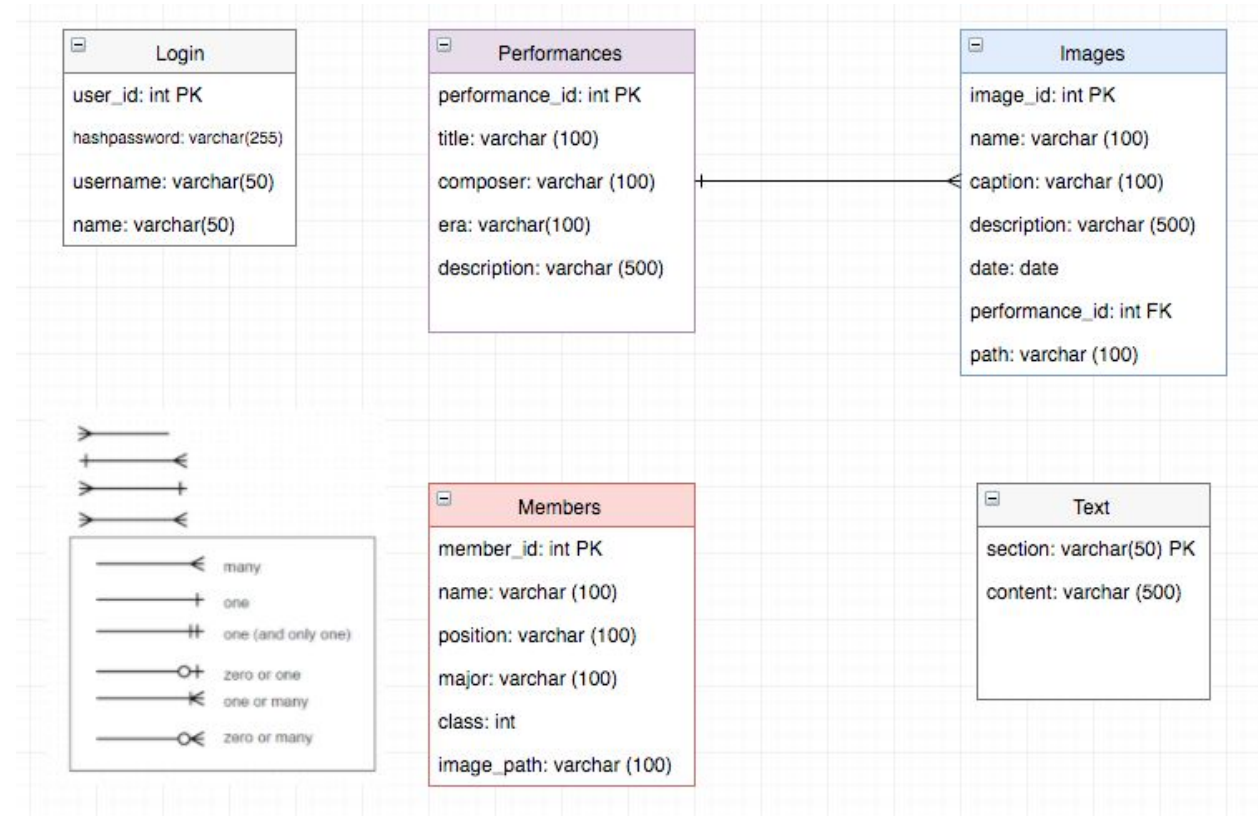 Login
user_id: int PK
hashpassword: varchar(255)
username: varchar(50)
name: varchar(50)
Performances
performance_id: int PK
title: varchar (100)
composer: varchar (100)
era: varchar(100)
description: varchar (500)
Images
image_id: int PK
name: varchar (100)
caption: varchar (100)
description: varchar (500)
date: date
performance_id: int FK
path: varchar (100)
many
one
one (and only one)
zero or one
one or many
zero or many
Members
member_id: int PK
name: varchar (100)
position: varchar (100)
major: varchar (100)
class: int
image_path: varchar (100)
Text
section: varchar(50) PK
content: varchar (500)